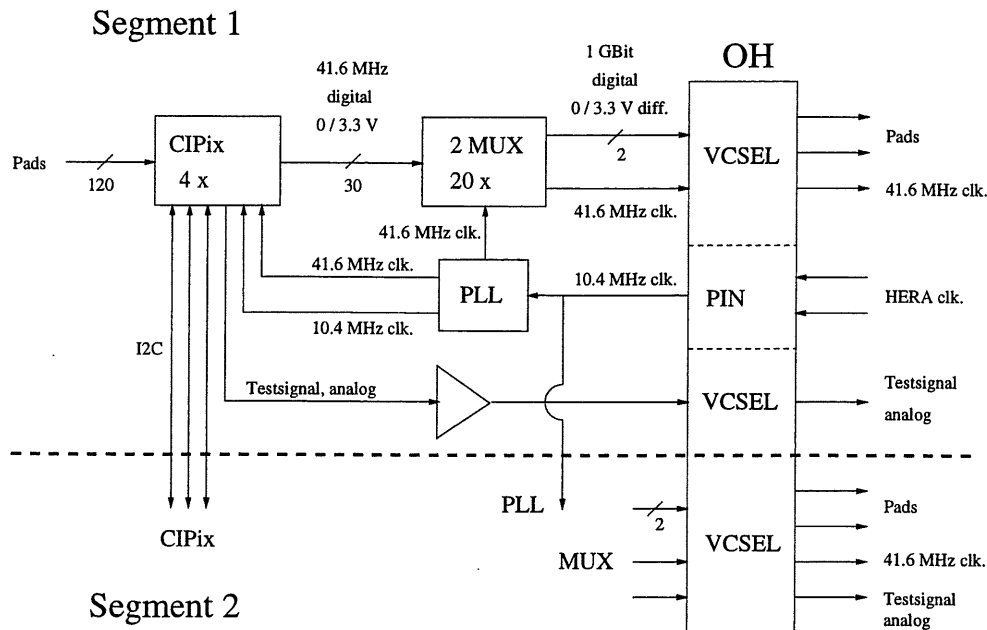 Segment 1
OH
41.6 MHz
digital
0 / 3.3 V
1 GBit
digital
0 / 3.3 V diff.
Pads
120
CIPix
4 x
30
2 MUX
20 x
2
41.6 MHz clk.
VCSEL
Pads
41.6 MHz clk.
41.6 MHz clk.
41.6 MHz clk.
10.4 MHz clk.
PLL
10.4 MHz clk.
PIN
HERA clk.
I2C
Testsignal, analog
VCSEL
Testsignal
analog
CIPix
PLL
2
MUX
VCSEL
Pads
41.6 MHz clk.
Testsignal
analog
Segment 2